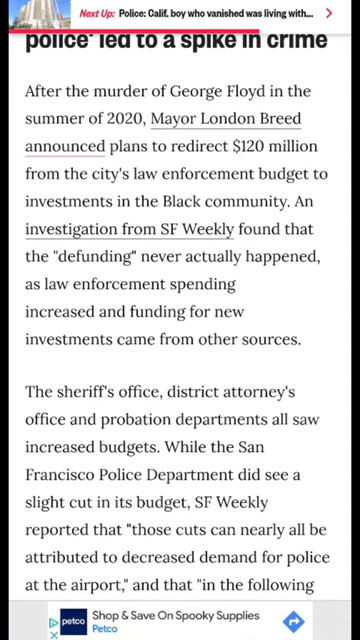 Next Up: Police: Calif. boy who vanished was living with...
police' led to a spike in crime
After the murder of George Floyd in the
summer of 2020, Mayor London Breed
announced plans to redirect $120 million
from the city's law enforcement budget to
investments in the Black community. An
investigation from SF Weekly found that
the "defunding" never actually happened,
as law enforcement spending
increased and funding for new
investments came from other sources.
The sheriff's office, district attorney's
office and probation departments all saw
increased budgets. While the San
Francisco Police Department did see a
slight cut in its budget, SF Weekly
reported that "those cuts can nearly all be
attributed to decreased demand for police
at the airport," and that "in the following
petco
Shop & Save On Spooky Supplies
Petco